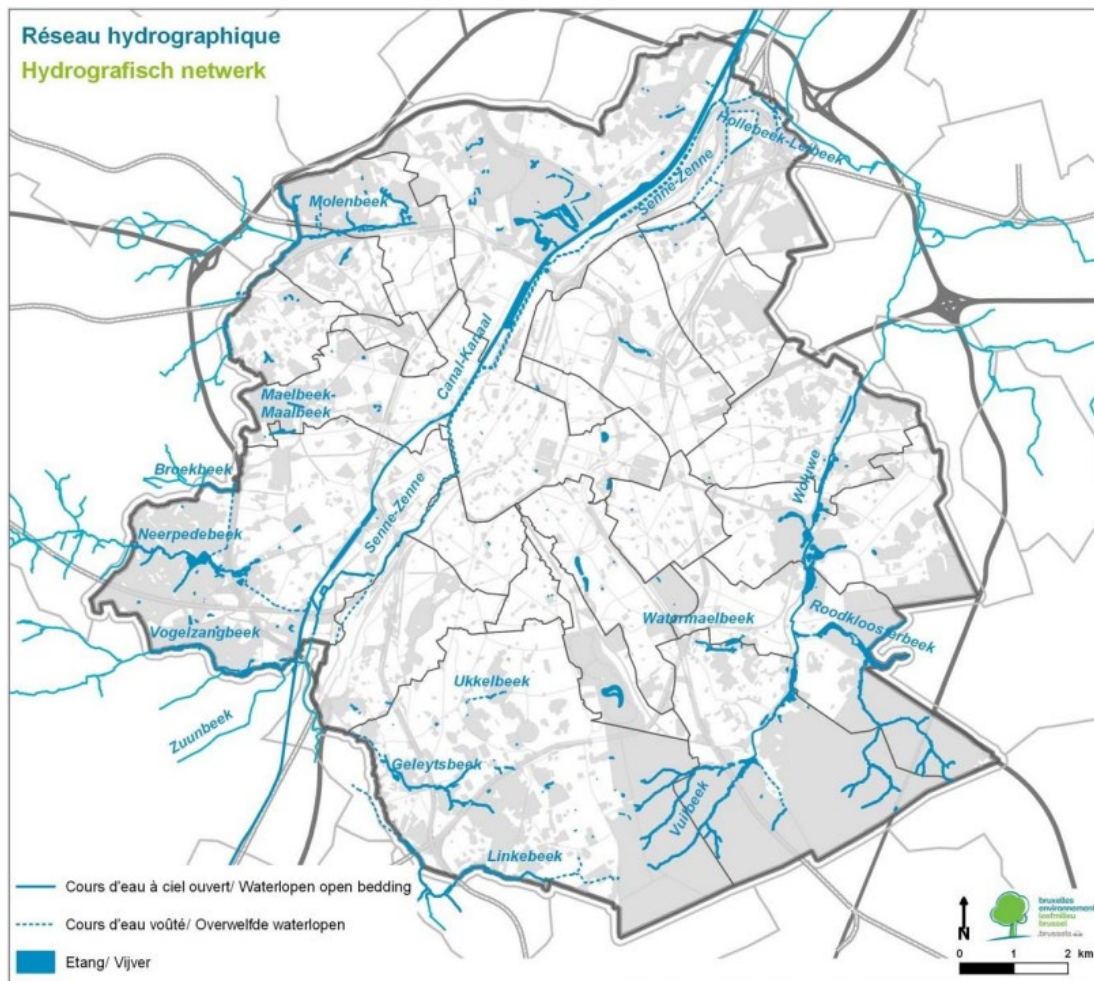 Réseau hydrographique
Hydrografisch netwerk
Hollebeek-Leibeek
Senne-Zenne
Molenbeek
Canal-Kanaal
Maelbeek-
Maalbeek
Broekbeek
Woluwe
Senne-Zenne
Neerpedebeek
Vogelzangbeek
Watermaelbeek
Roodkloosterbeek
Ukkelbeek
Zuunbeek
Geleytsbeek
Vuilbeek
Linkebeek
Cours d'eau à ciel ouvert/ Waterlopen open bedding
Cours d'eau voûté/ Overwelfde waterlopen
Etang/ Vijver
N
bruxelles
environnement
leefmilieu
brussel
.brussels
0 1 2 km